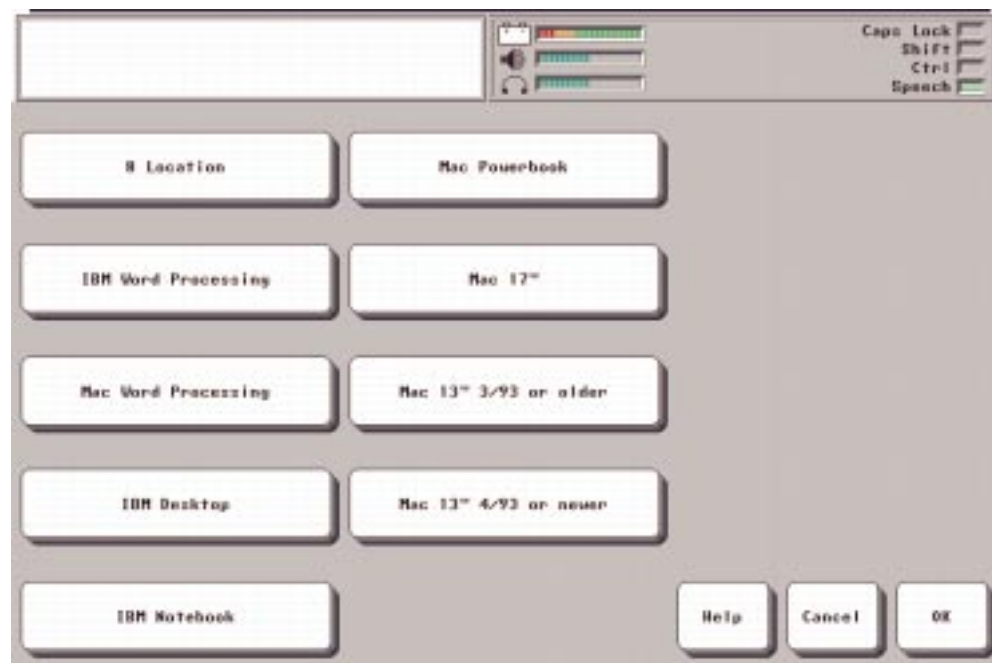 Caps Lock
Shift
Ctrl
Speech
8 Location
Mac Powerbook
IBM Word Processing
Mac 17"
Mac Word Processing
Mac 13" 3/93 or older
IBM Desktop
Mac 13" 4/93 or newer
IBM Notebook
Help
Cancel
OK